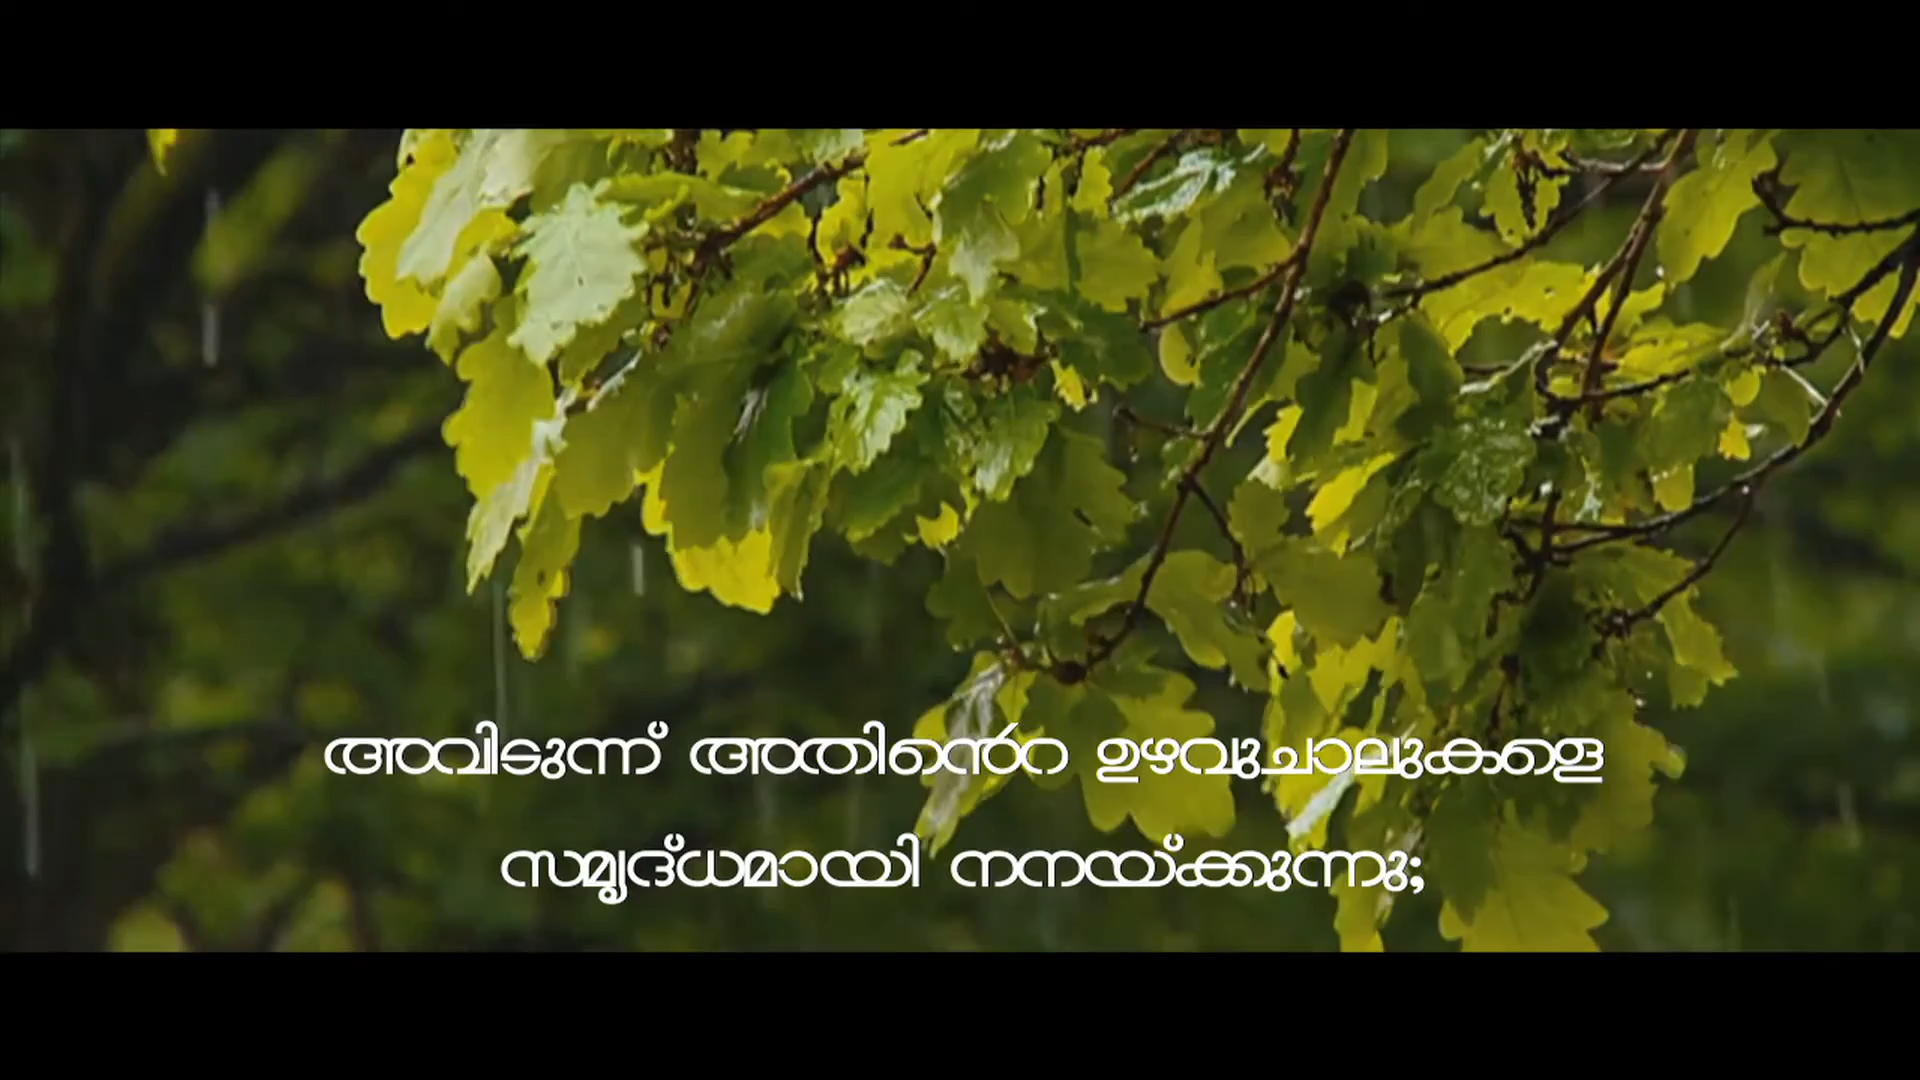 അവിടുന്ന് അതിൻെറ ഉഴവുചാലുകളെ
സമൃദ്ധമായി നനയ്ക്കുന്നു;